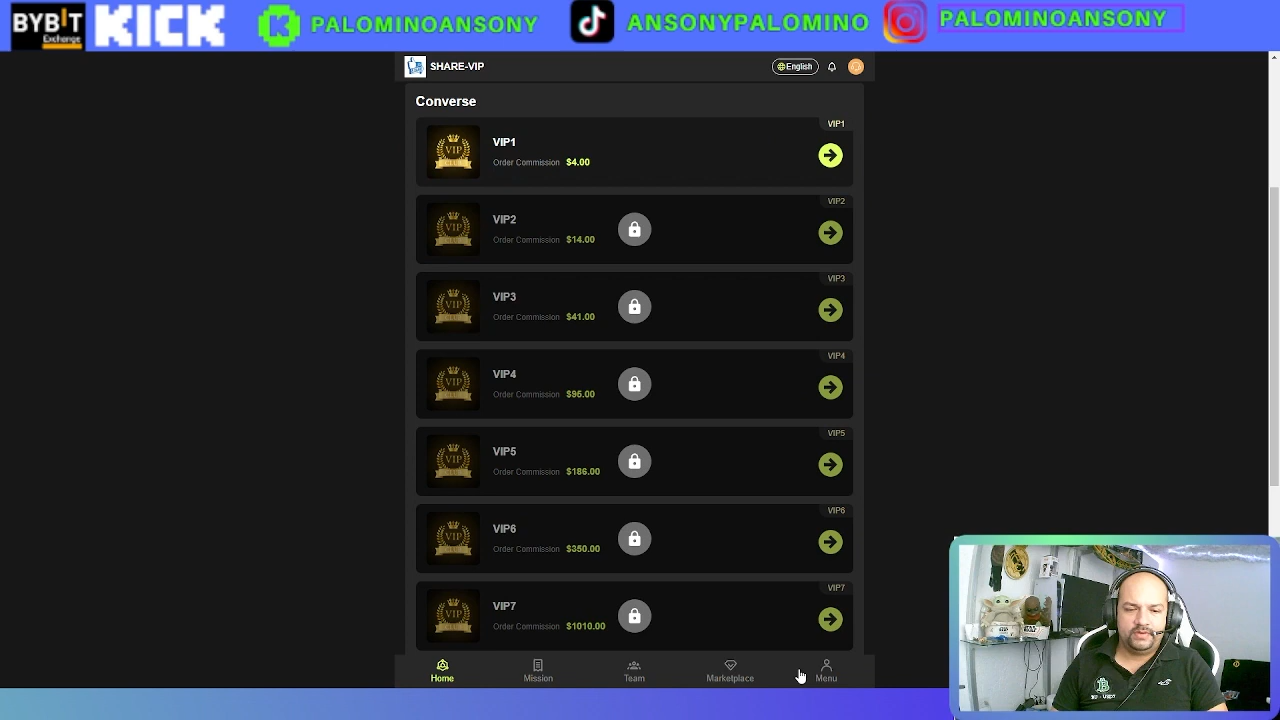 BYBIT
Exchange
KICK
PALOMINOANSONY
ANSONYPALOMINO
PALOMINOANSONY
SHARE-VIP
English
Converse
VIP1
VIP1
Order Commission $4.00
VIP2
VIP2
Order Commission $14.00
VIP3
VIP3
Order Commission $41.00
VIP4
VIP4
Order Commission $95.00
VIP5
VIP5
Order Commission $186.00
VIP6
VIP6
Order Commission $350.00
VIP7
VIP7
Order Commission $1010.00
Home
Mission
Team
Marketplace
Menu